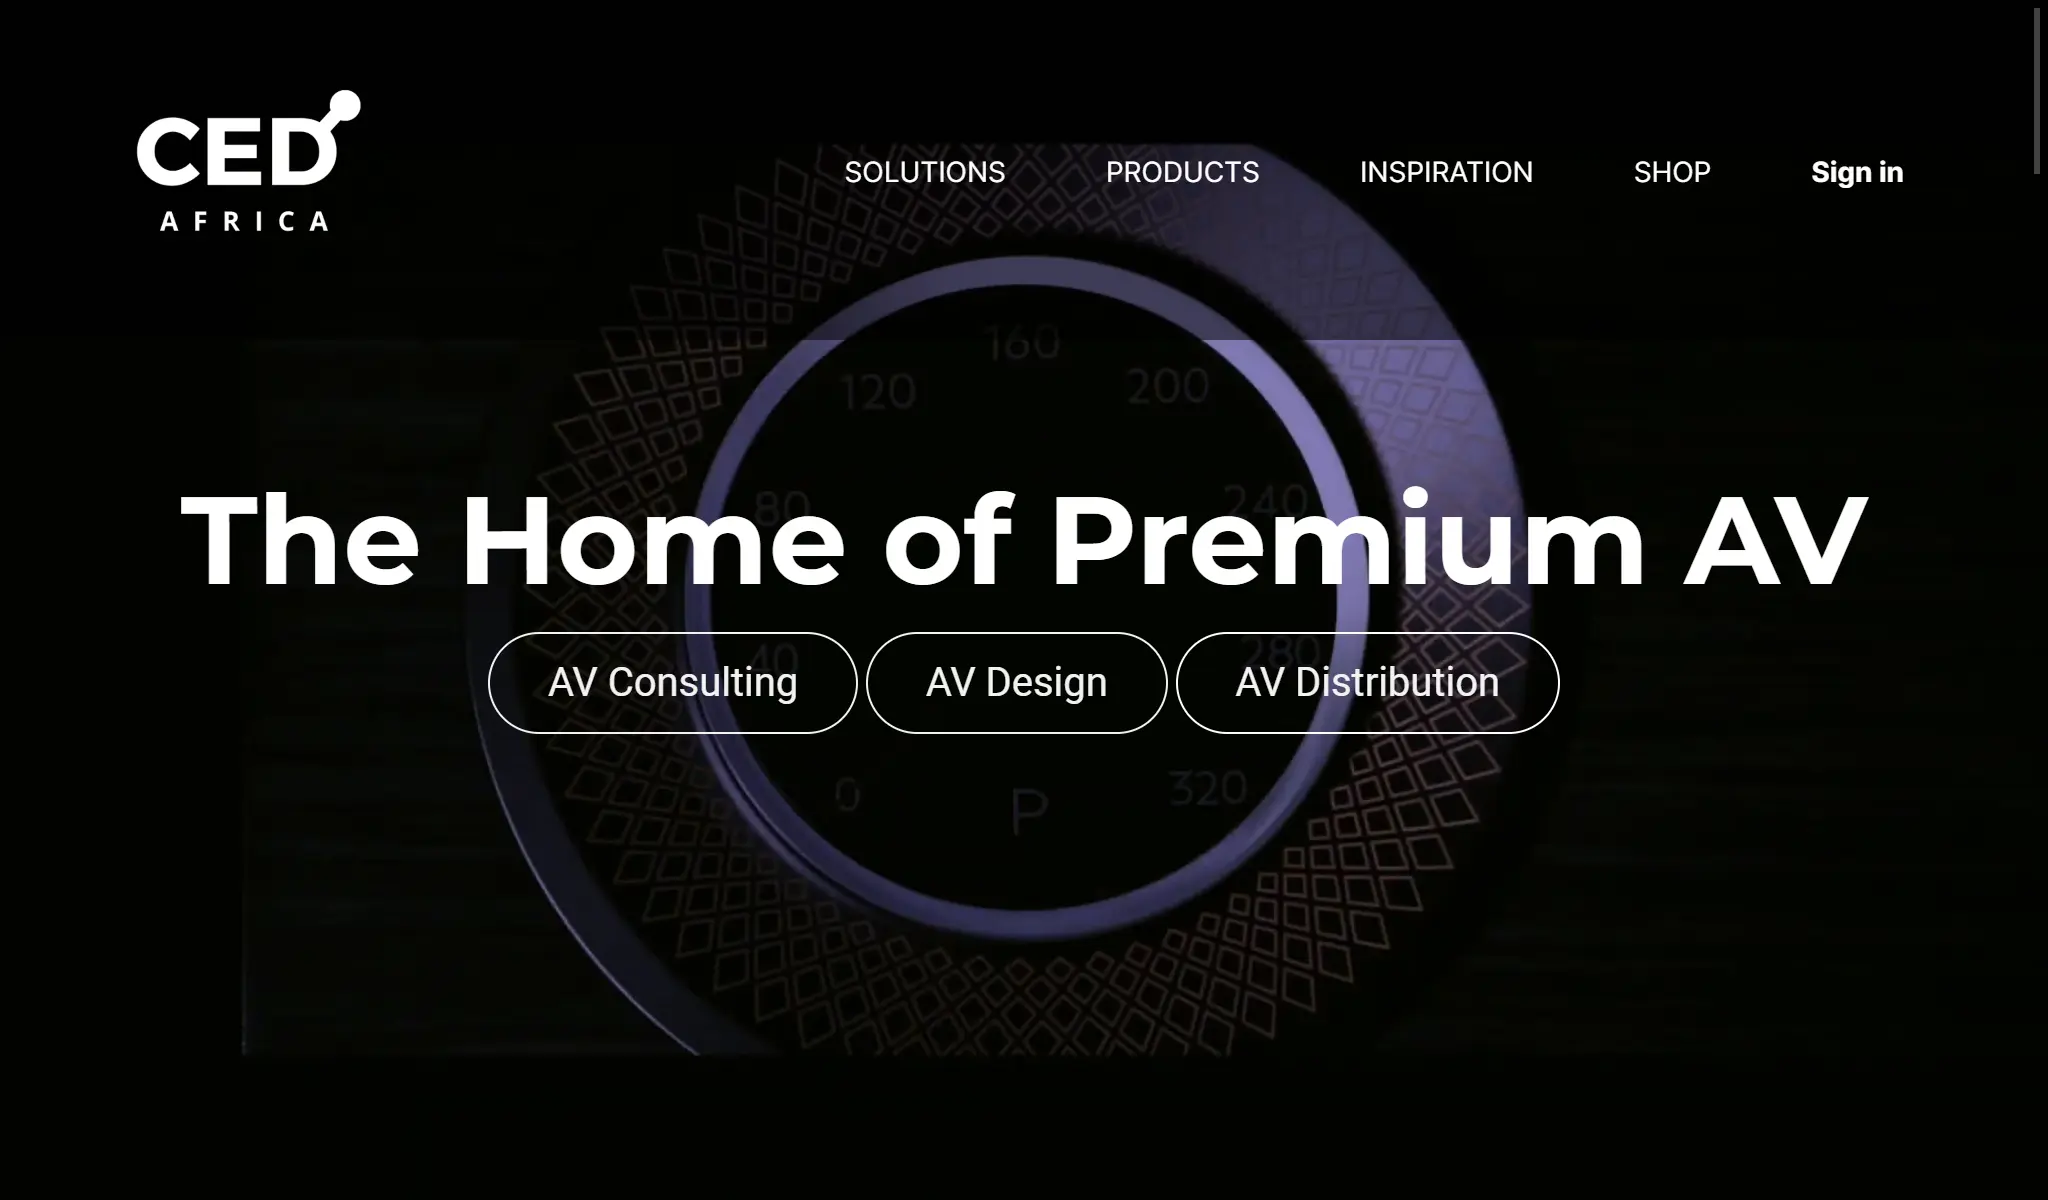 CED
AFRICA
SOLUTIONS
PRODUCTS
INSPIRATION
SHOP
Sign in
160
120
200
80
240
The Home of Premium AV
40
280
AV Consulting
AV Design
AV Distribution
0
P
320